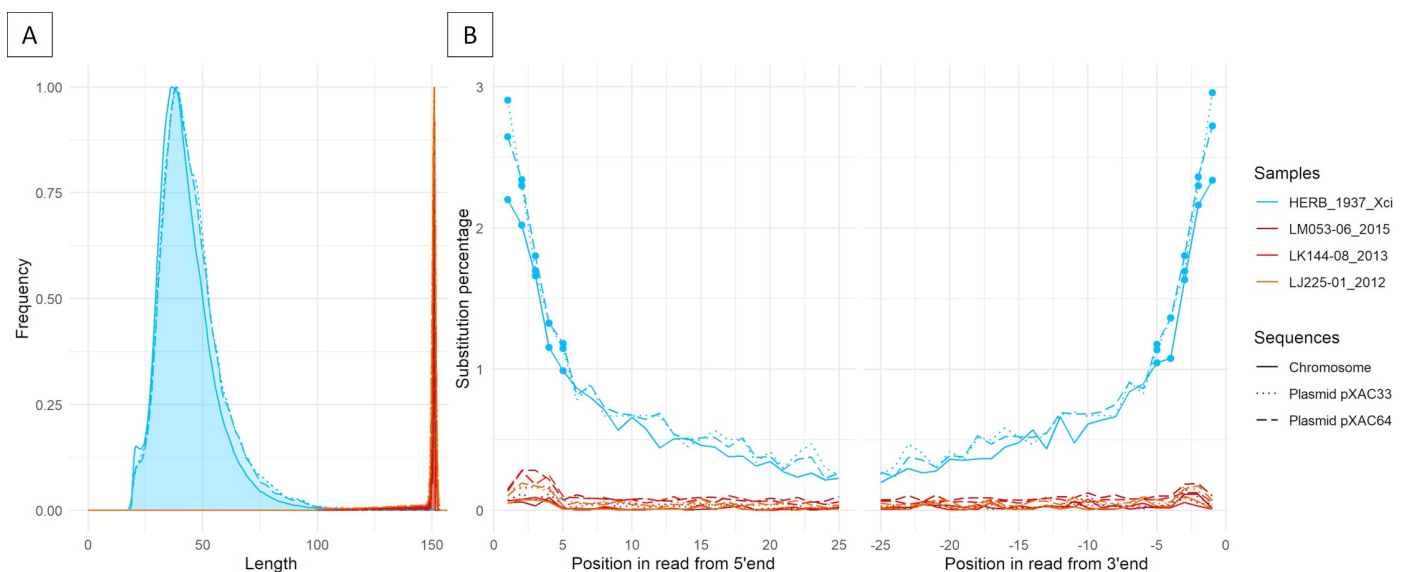 A
B
1.00
0.75
0.50
0.25
0.00
Frequency
0
50
100
150
Length
3
2
1
0
Substitution percentage
0
5
10
15
20
25
Position in read from 5'end
-25
-20
-15
-10
-5
0
Position in read from 3'end
Samples
HERB_1937_Xci
LM053-06_2015
LK144-08_2013
LJ225-01_2012
Sequences
Chromosome
Plasmid pXAC33
Plasmid pXAC64